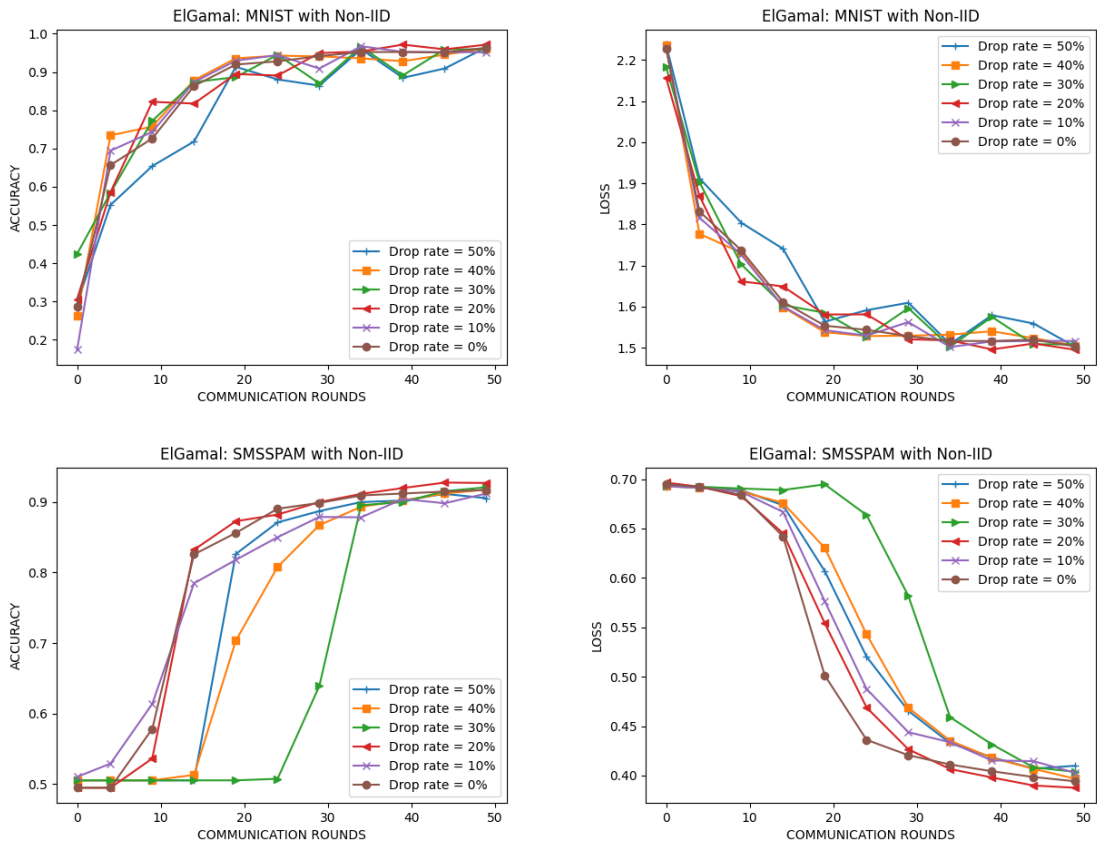 ElGamal: MNIST with Non-IID
1.0
0.9
0.8
0.7
0.6
0.5
0.4
0.3
0.2
ACCURACY
0 10 20 30 40 50
COMMUNICATION ROUNDS
Drop rate = 50%
Drop rate = 40%
Drop rate = 30%
Drop rate = 20%
Drop rate = 10%
Drop rate = 0%
ElGamal: MNIST with Non-IID
2.2
2.1
2.0
1.9
1.8
1.7
1.6
1.5
LOSS
0 10 20 30 40 50
COMMUNICATION ROUNDS
Drop rate = 50%
Drop rate = 40%
Drop rate = 30%
Drop rate = 20%
Drop rate = 10%
Drop rate = 0%
ElGamal: SMSSPAM with Non-IID
0.9
0.8
0.7
0.6
0.5
ACCURACY
0 10 20 30 40 50
COMMUNICATION ROUNDS
Drop rate = 50%
Drop rate = 40%
Drop rate = 30%
Drop rate = 20%
Drop rate = 10%
Drop rate = 0%
ElGamal: SMSSPAM with Non-IID
0.70
0.65
0.60
0.55
0.50
0.45
0.40
LOSS
0 10 20 30 40 50
COMMUNICATION ROUNDS
Drop rate = 50%
Drop rate = 40%
Drop rate = 30%
Drop rate = 20%
Drop rate = 10%
Drop rate = 0%